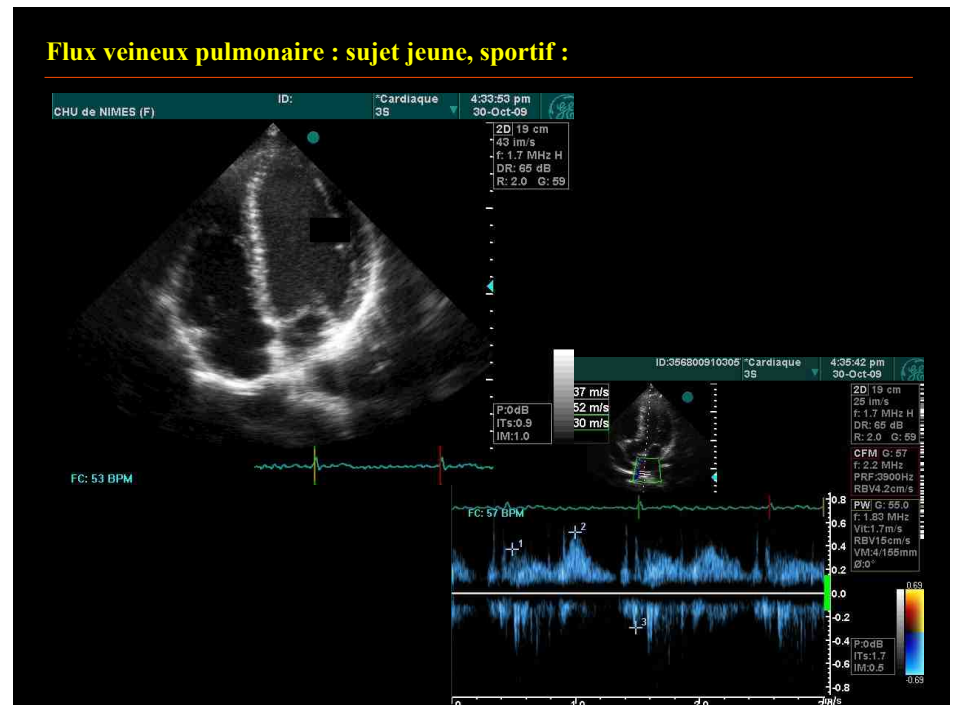 Flux veineux pulmonaire : sujet jeune, sportif :
CHU de NIMES (F)
ID:
°Cardiaque
3S
4:33:53 pm
30-Oct-09
2D 19 cm
43 im/s
f: 1.7 MHz H
DR: 65 dB
R: 2.0 G: 59
P:0dB
ITs:0.9
IM:1.0
FC: 53 BPM
ID:356800910305
°Cardiaque
3S
4:35:42 pm
30-Oct-09
37 m/s
52 m/s
30 m/s
2D 19 cm
25 im/s
f: 1.7 MHz H
DR: 65 dB
R: 2.0 G: 59
CFM G: 57
f: 2.2 MHz
PRF:3900Hz
RBV4.2cm/s
PW G: 55.0
f: 1.83 MHz
Vit:1.7m/s
RBV15cm/s
VM:4/155mm
Ø:0°
FC: 57 BPM
0.8
0.6
0.4
0.2
0.0
-0.2
-0.4
-0.6
-0.8
1
2
3
0.69
-0.69
P:0dB
ITs:1.7
IM:0.5